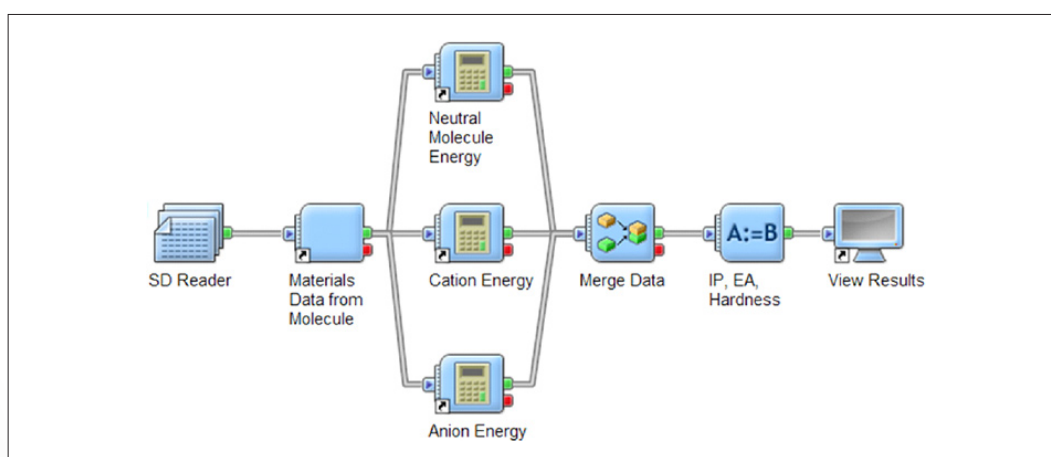 Neutral
Molecule
Energy
SD Reader
Materials
Data from
Molecule
Cation Energy
Merge Data
A:=B
IP, EA,
Hardness
View Results
Anion Energy